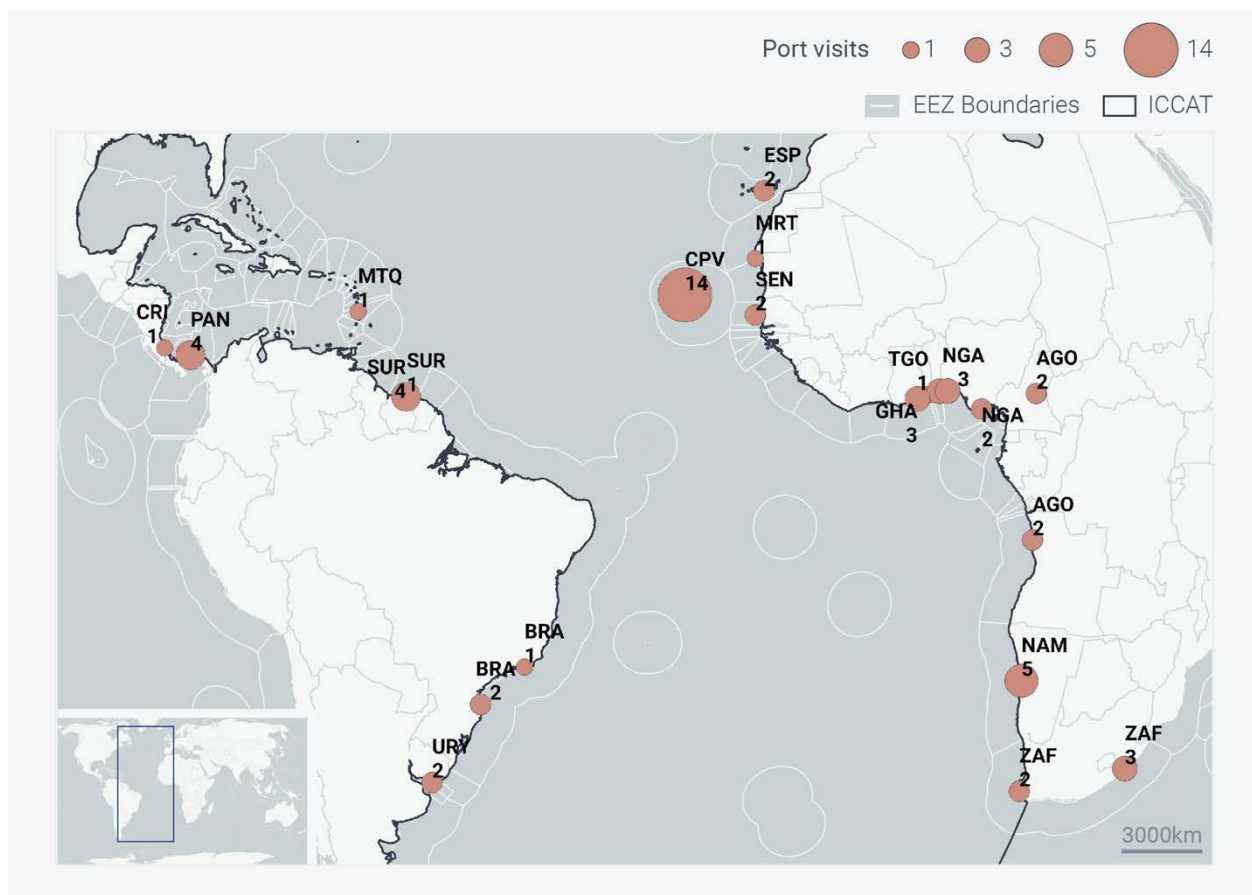 Port visits 1 3 5 14
EEZ Boundaries ICCAT
ESP
2
MRT
1
CPV
14
SEN
2
MTQ
1
CRI
1
PAN
4
SUR
4
SUR
1
TGO
1
NGA
3
AGO
2
GHA
3
NGA
2
AGO
2
BRA
1
NAM
5
BRA
2
URY
2
ZAF
3
ZAF
2
3000km